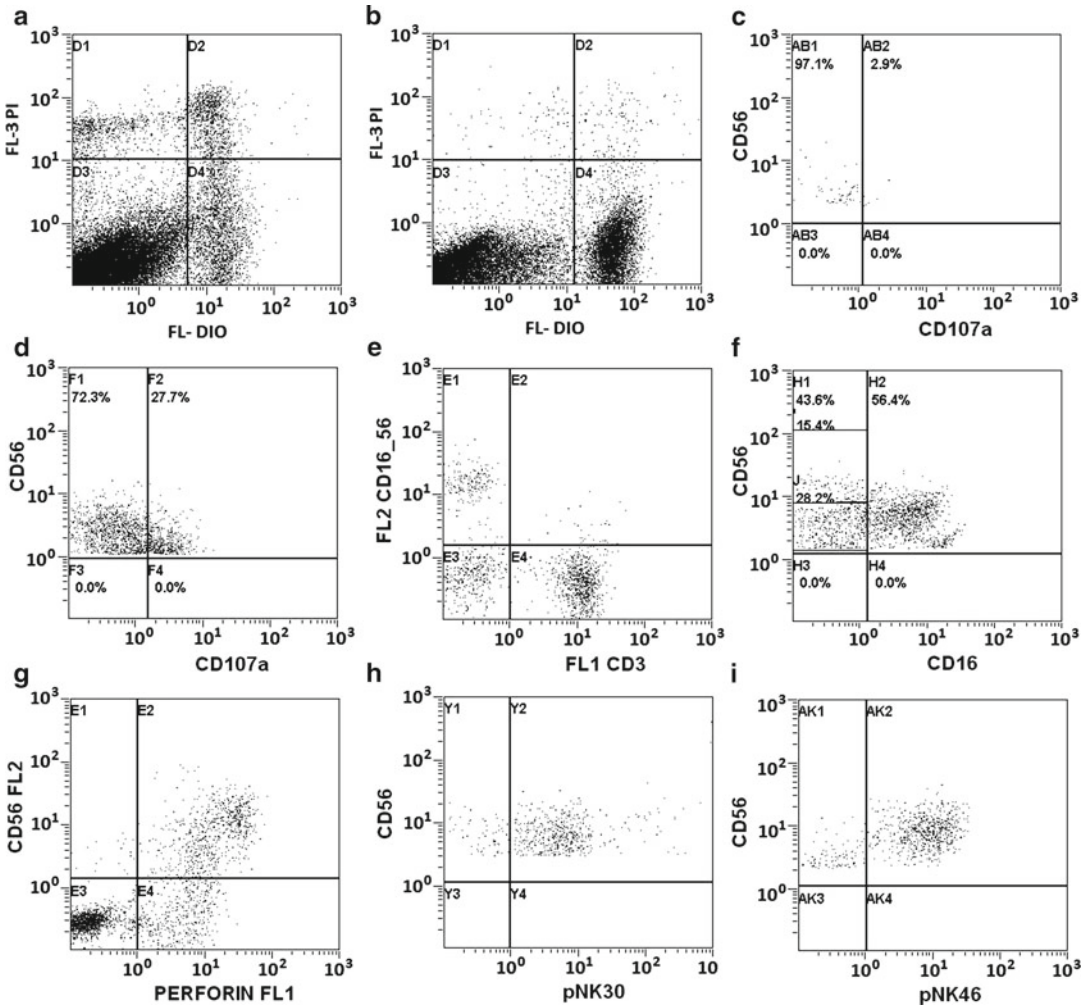 a
10³
10²
10¹
10⁰
FL-3 PI
D1
D2
D3
D4
10⁰ 10¹ 10² 10³
FL- DIO
b
10³
10²
10¹
10⁰
FL-3 PI
D1
D2
D3
D4
10⁰ 10¹ 10² 10³
FL- DIO
c
10³
10²
10¹
10⁰
CD56
AB1
97.1%
AB2
2.9%
AB3
0.0%
AB4
0.0%
10⁰ 10¹ 10² 10³
CD107a
d
10³
10²
10¹
10⁰
CD56
F1
72.3%
F2
27.7%
F3
0.0%
F4
0.0%
10⁰ 10¹ 10² 10³
CD107a
e
10³
10²
10¹
10⁰
FL2 CD16_56
E1
E2
E3
E4
10⁰ 10¹ 10² 10³
FL1 CD3
f
10³
10²
10¹
10⁰
CD56
H1
43.6%
H2
56.4%
15.4%
J
28.2%
H3
0.0%
H4
0.0%
10⁰ 10¹ 10² 10³
CD16
g
10³
10²
10¹
10⁰
CD56 FL2
E1
E2
E3
E4
10⁰ 10¹ 10² 10³
PERFORIN FL1
h
10³
10²
10¹
10⁰
CD56
Y1
Y2
Y3
Y4
10⁰ 10¹ 10² 10³
pNK30
i
10³
10²
10¹
10⁰
CD56
AK1
AK2
AK3
AK4
10⁰ 10¹ 10² 10³
pNK46